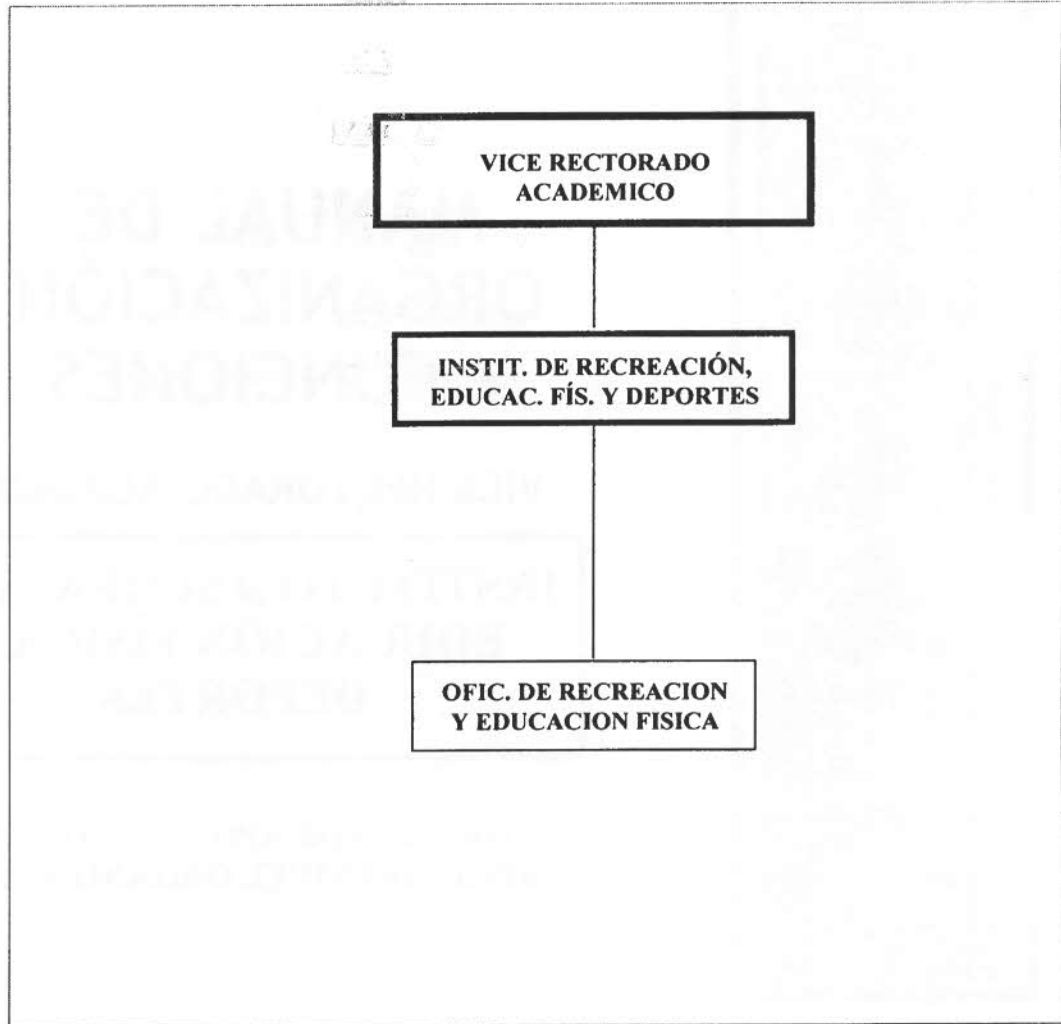 VICE RECTORADO
ACADEMICO
INSTIT. DE RECREACIÓN,
EDUCAC. FÍS. Y DEPORTES
OFIC. DE RECREACION
Y EDUCACION FISICA